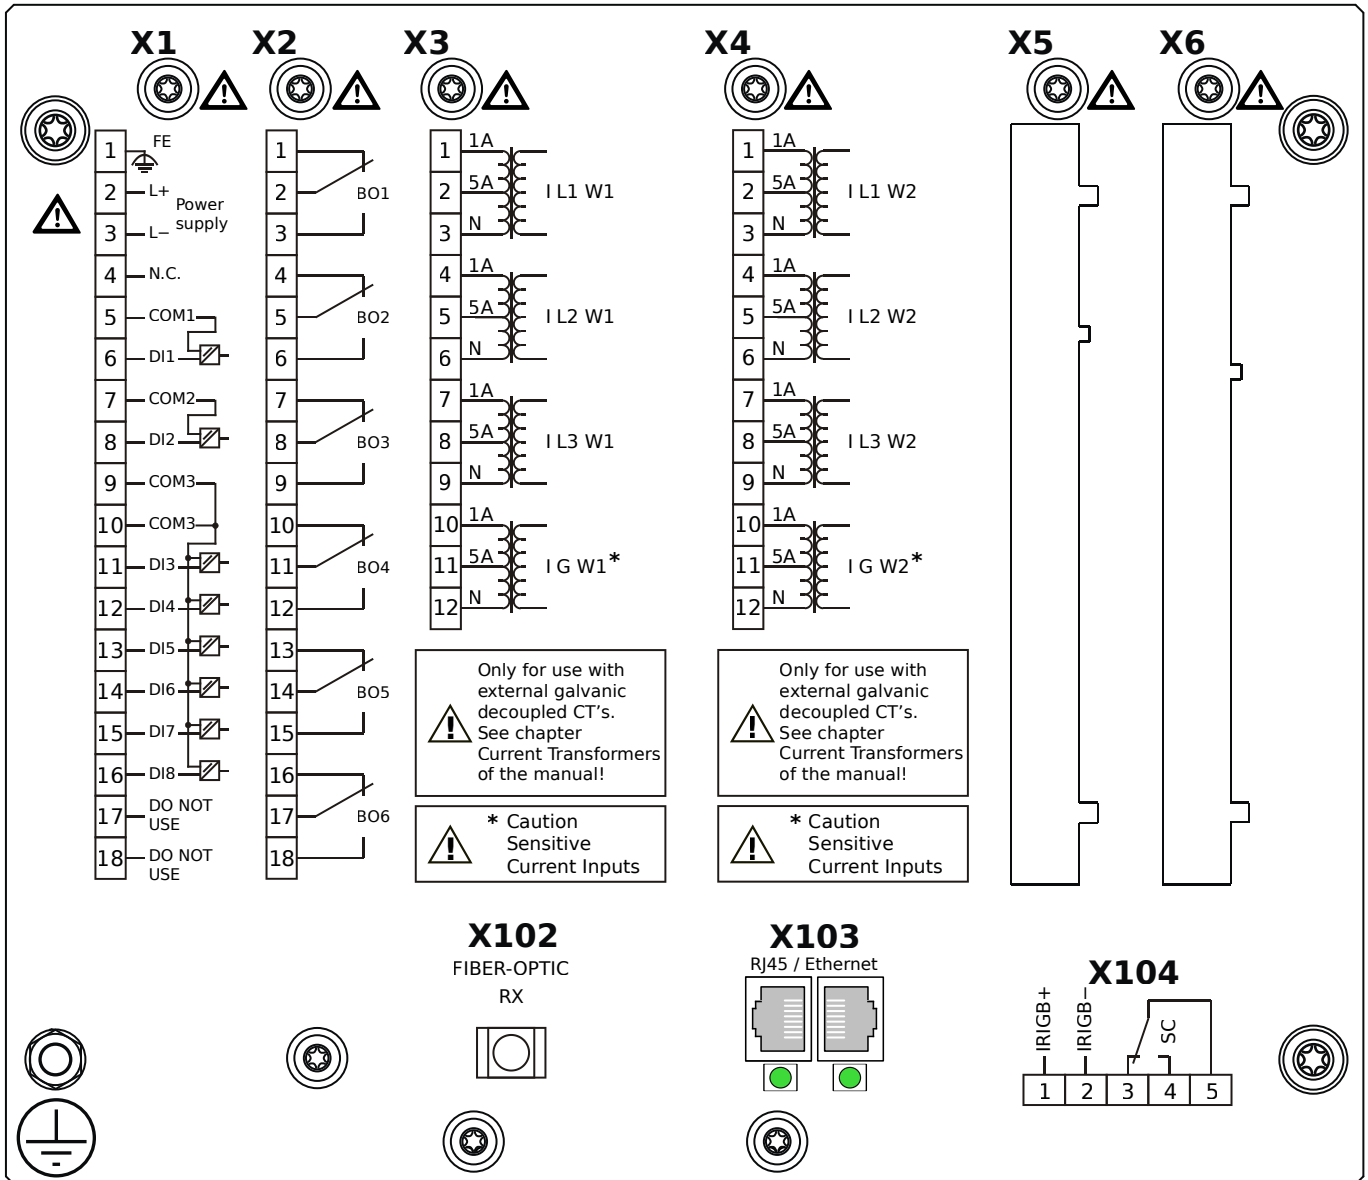 X1 X2 X3 X4 X5 X6
1 FE
2 L+
Power
supply
3 L−
4 N.C.
5 COM1
6 DI1
7 COM2
8 DI2
9 COM3
10 COM3
11 DI3
12 DI4
13 DI5
14 DI6
15 DI7
16 DI8
17 DO NOT
USE
18 DO NOT
USE
1
2 BO1
3
4
5 BO2
6
7
8 BO3
9
10
11 BO4
12
13
14 BO5
15
16
17 BO6
18
1 1A
2 5A I L1 W1
3 N
4 1A
5 5A I L2 W1
6 N
7 1A
8 5A I L3 W1
9 N
10 1A
11 5A I G W1*
12 N
Only for use with
external galvanic
decoupled CT's.
See chapter
Current Transformers
of the manual!
* Caution
Sensitive
Current Inputs
1 1A
2 5A I L1 W2
3 N
4 1A
5 5A I L2 W2
6 N
7 1A
8 5A I L3 W2
9 N
10 1A
11 5A I G W2*
12 N
Only for use with
external galvanic
decoupled CT's.
See chapter
Current Transformers
of the manual!
* Caution
Sensitive
Current Inputs
X102
FIBER-OPTIC
RX
X103
RJ45 / Ethernet
X104
IRIGB+
IRIGB−
SC
1 2 3 4 5